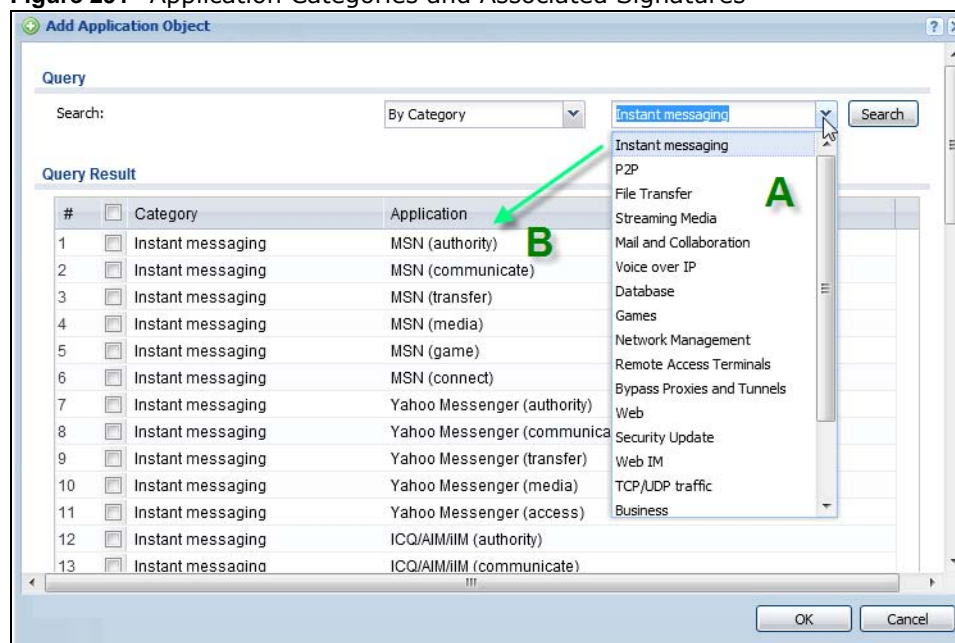 Figure 291 Application Categories and Associated Signatures
Add Application Object
Query
Search:
By Category
Instant messaging
Search
Instant messaging
P2P
File Transfer
Streaming Media
Mail and Collaboration
Voice over IP
Database
Games
Network Management
Remote Access Terminals
Bypass Proxies and Tunnels
Web
Security Update
Web IM
TCP/UDP traffic
Business
A
B
Query Result
# Category Application
1 Instant messaging MSN (authority)
2 Instant messaging MSN (communicate)
3 Instant messaging MSN (transfer)
4 Instant messaging MSN (media)
5 Instant messaging MSN (game)
6 Instant messaging MSN (connect)
7 Instant messaging Yahoo Messenger (authority)
8 Instant messaging Yahoo Messenger (communica
9 Instant messaging Yahoo Messenger (transfer)
10 Instant messaging Yahoo Messenger (media)
11 Instant messaging Yahoo Messenger (access)
12 Instant messaging ICQ/AIM/iIM (authority)
13 Instant messaging ICQ/AIM/iIM (communicate)
OK
Cancel